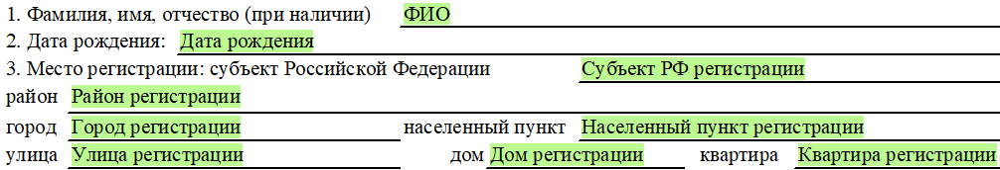 1. Фамилия, имя, отчество (при наличии) ФИО
2. Дата рождения: Дата рождения
3. Место регистрации: субъект Российской Федерации Субъект РФ регистрации
район Район регистрации
город Город регистрации населенный пункт Населенный пункт регистрации
улица Улица регистрации дом Дом регистрации квартира Квартира регистрации